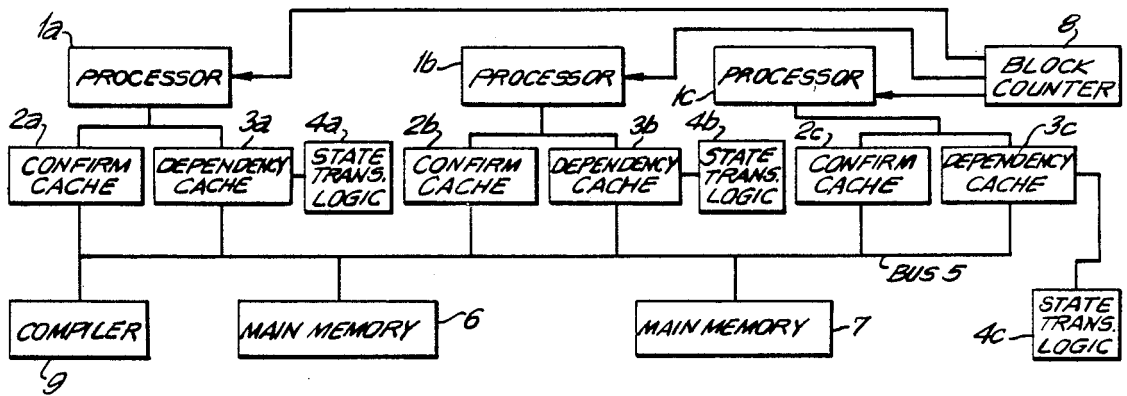 1a
PROCESSOR
1b
PROCESSOR
1c
PROCESSOR
8
BLOCK
COUNTER
2a
CONFIRM
CACHE
3a
DEPENDENCY
CACHE
4a
STATE
TRANS.
LOGIC
2b
CONFIRM
CACHE
3b
DEPENDENCY
CACHE
4b
STATE
TRANS.
LOGIC
2c
CONFIRM
CACHE
3c
DEPENDENCY
CACHE
BUS 5
COMPILER
9
MAIN MEMORY
6
MAIN MEMORY
7
STATE
TRANS.
LOGIC
4c